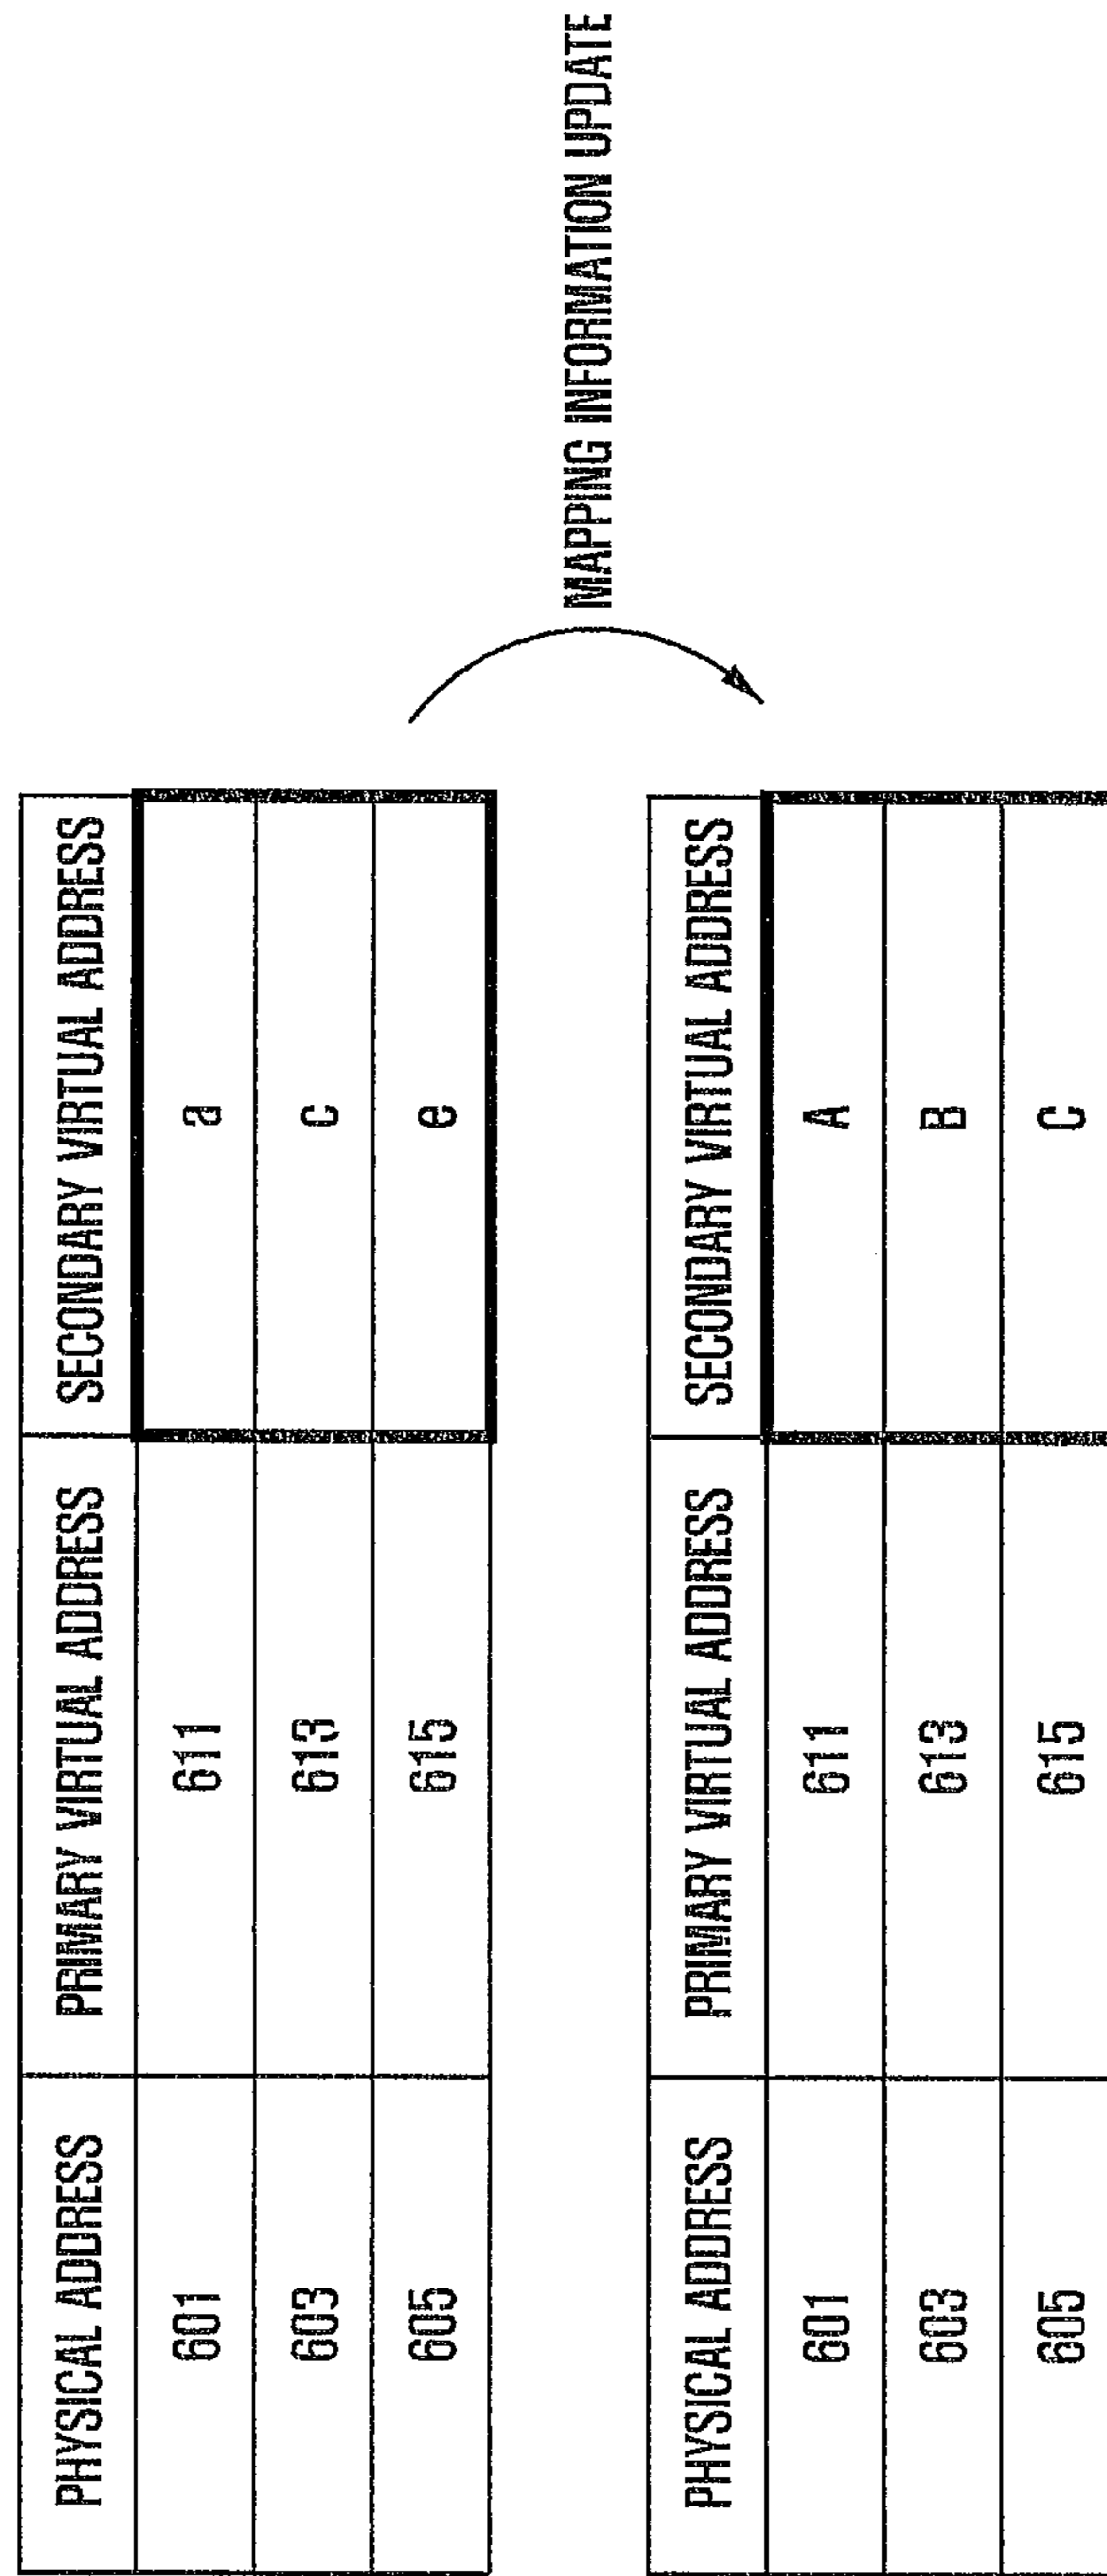 PHYSICAL ADDRESS PRIMARY VIRTUAL ADDRESS SECONDARY VIRTUAL ADDRESS
601 611 a
603 613 c
605 615 e
MAPPING INFORMATION UPDATE
PHYSICAL ADDRESS PRIMARY VIRTUAL ADDRESS SECONDARY VIRTUAL ADDRESS
601 611 A
603 613 B
605 615 C